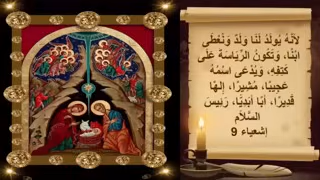 لأَنَّهُ يُولَدُ لَنَا وَلَدٌ وَنُعْطَى
ابْنًا، وَتَكُونُ الرِّيَاسَةُ عَلَى
كَتِفِهِ، وَيُدْعَى اسْمُهُ
عَجِيبًا، مُشِيرًا، إِلهًا
قَدِيرًا، أَبًا أَبَدِيًّا، رَئِيسَ
السَّلاَمِ
إشعياء 9